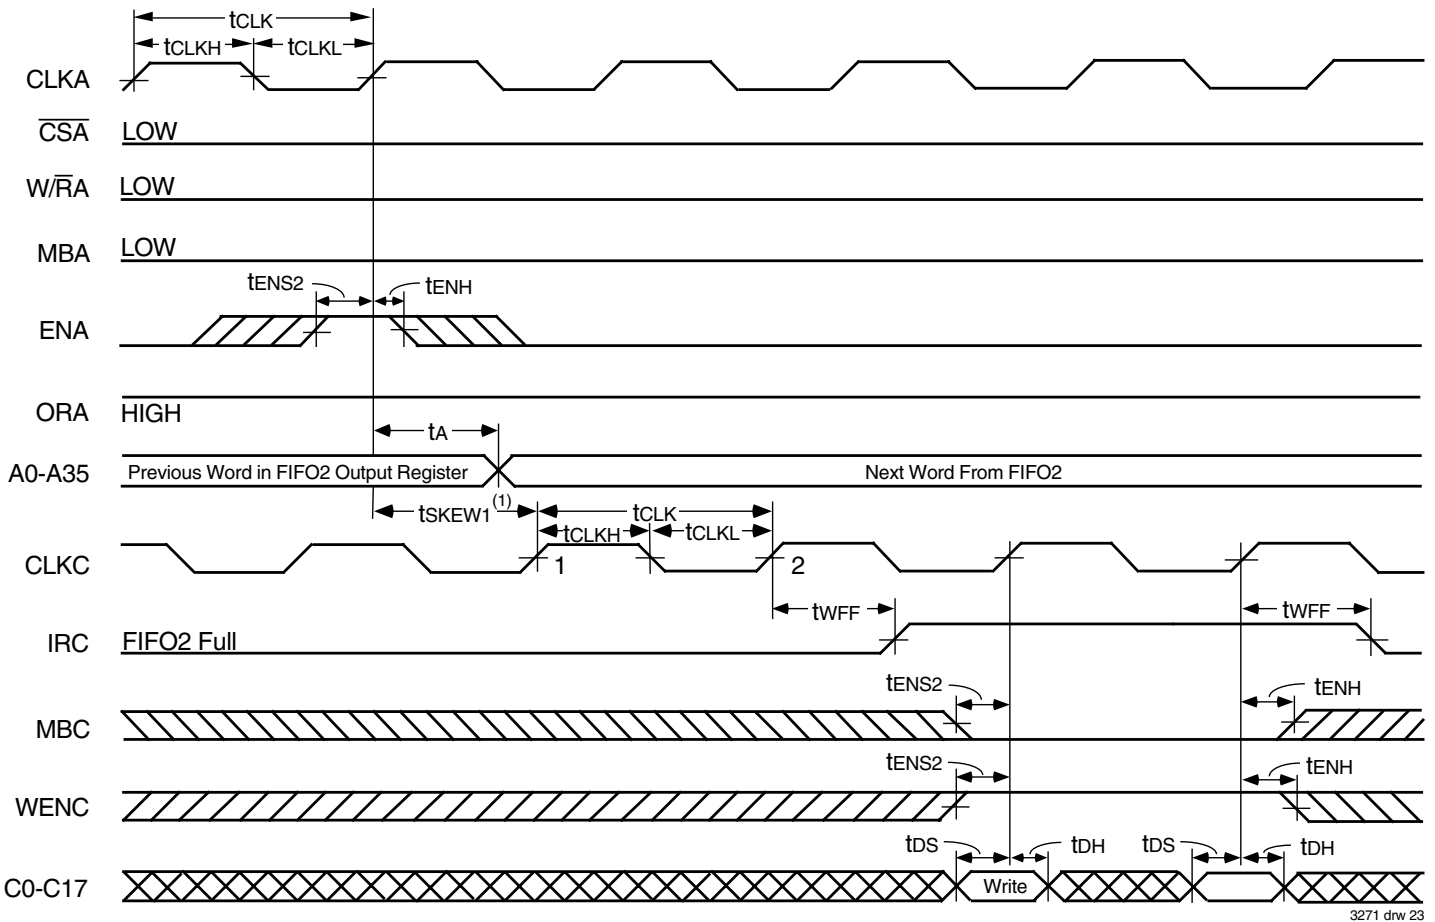 tCLK
tCLKH tCLKL
CLKA
CSA LOW
W/RA LOW
MBA LOW
tENS2 tENH
ENA
ORA HIGH
tA
A0-A35 Previous Word in FIFO2 Output Register Next Word From FIFO2
tSKEW1 (1) tCLK
tCLKH tCLKL
CLKC 1 2
tWFF tWFF
IRC FIFO2 Full
tENS2 tENH
MBC
tENS2 tENH
WENC
tDS tDH tDS tDH
C0-C17 Write
3271 drw 23